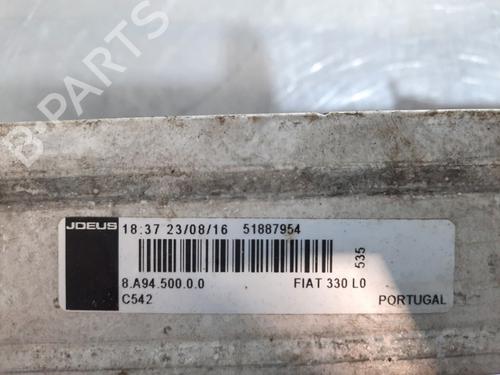 B-PARTS
JDEUS
18:37 23/08/16 51887954
535
8.A94.500.0.0 FIAT 330 L0
C542 PORTUGAL